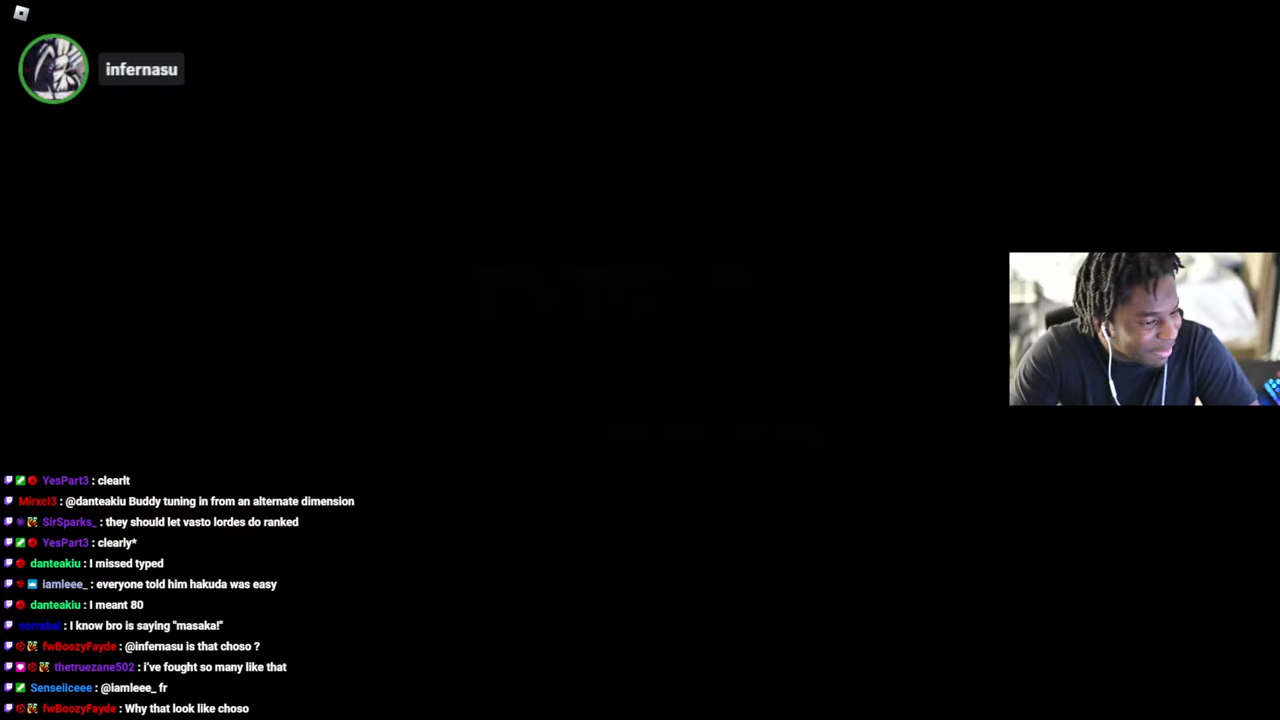 infernasu
YesPart3 : clearlt
Mirxcl3 : @danteakiu Buddy tuning in from an alternate dimension
SirSparks_ : they should let vasto lordes do ranked
YesPart3 : clearly*
danteakiu : I missed typed
iamleee_ : everyone told him hakuda was easy
danteakiu : I meant 80
: I know bro is saying "masaka!"
fwBoozyFayde : @infernasu is that choso ?
thetruezane502 : i've fought so many like that
Senseiiceee : @iamleee_ fr
fwBoozyFayde : Why that look like choso